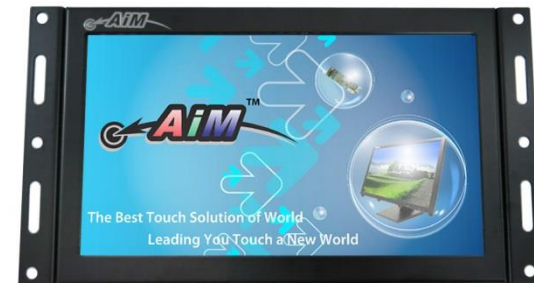 AiM
AiM™
The Best Touch Solution of World
Leading You Touch a New World